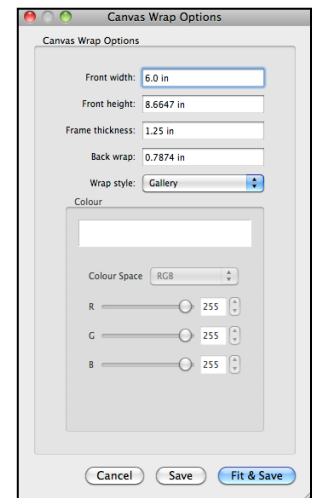 Canvas Wrap Options
Canvas Wrap Options
Front width: 6.0 in
Front height: 8.6647 in
Frame thickness: 1.25 in
Back wrap: 0.7874 in
Wrap style: Gallery
Colour
Colour Space RGB
R 255
G 255
B 255
Cancel Save Fit & Save